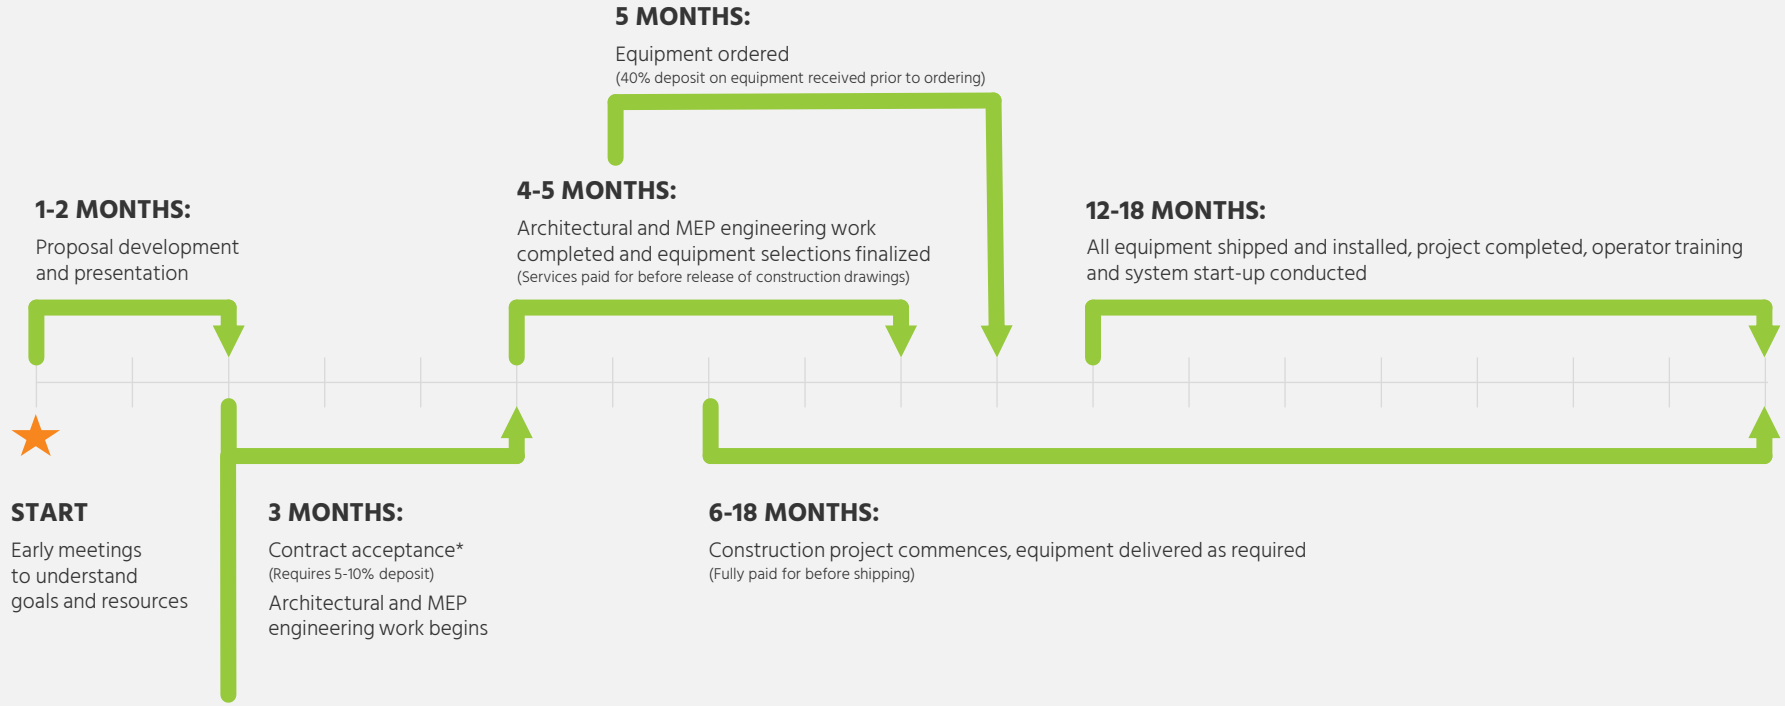 5 MONTHS:
Equipment ordered
(40% deposit on equipment received prior to ordering)
1-2 MONTHS:
Proposal development
and presentation
4-5 MONTHS:
Architectural and MEP engineering work
completed and equipment selections finalized
(Services paid for before release of construction drawings)
12-18 MONTHS:
All equipment shipped and installed, project completed, operator training
and system start-up conducted
START
Early meetings
to understand
goals and resources
3 MONTHS:
Contract acceptance*
(Requires 5-10% deposit)
Architectural and MEP
engineering work begins
6-18 MONTHS:
Construction project commences, equipment delivered as required
(Fully paid for before shipping)